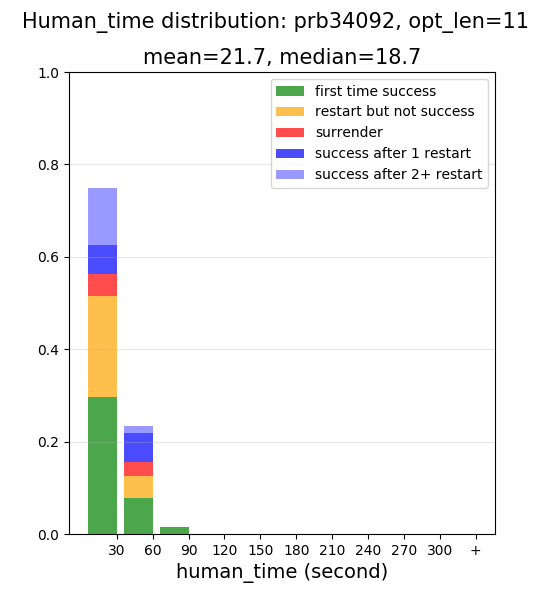 Human_time distribution: prb34092, opt_len=11
mean=21.7, median=18.7
first time success
restart but not success
surrender
success after 1 restart
success after 2+ restart
1.0
0.8
0.6
0.4
0.2
0.0
30 60 90 120 150 180 210 240 270 300 +
human_time (second)